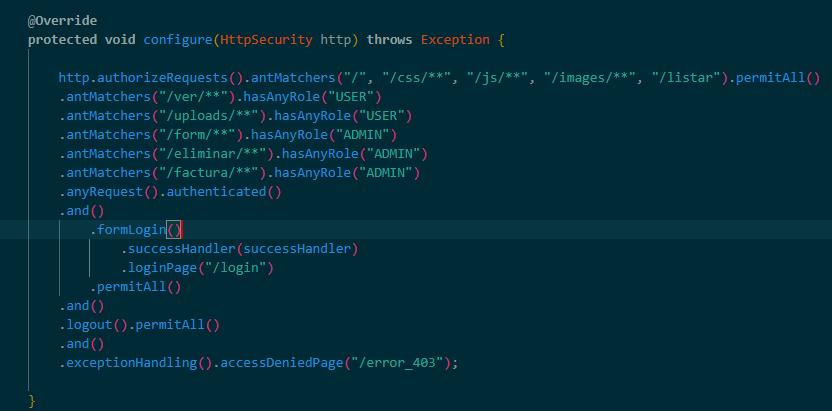 @Override
protected void configure(HttpSecurity http) throws Exception {
http.authorizeRequests().antMatchers("/", "/css/**", "/js/**", "/images/**", "/listar").permitAll()
.antMatchers("/ver/**").hasAnyRole("USER")
.antMatchers("/uploads/**").hasAnyRole("USER")
.antMatchers("/form/**").hasAnyRole("ADMIN")
.antMatchers("/eliminar/**").hasAnyRole("ADMIN")
.antMatchers("/factura/**").hasAnyRole("ADMIN")
.anyRequest().authenticated()
.and()
.formLogin()
.successHandler(successHandler)
.loginPage("/login")
.permitAll()
.and()
.logout().permitAll()
.and()
.exceptionHandling().accessDeniedPage("/error_403");
}